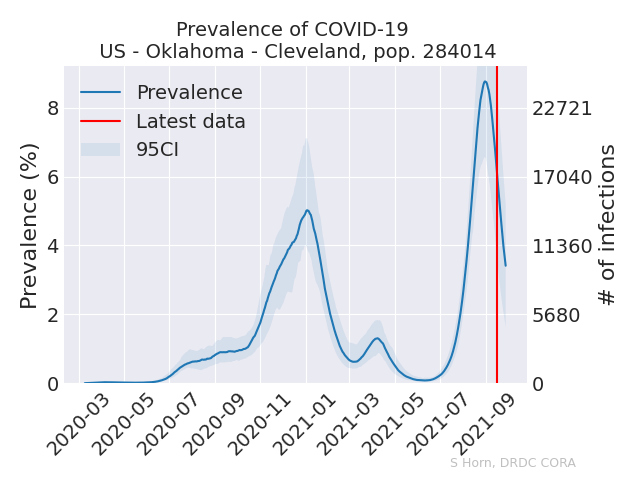 Prevalence of COVID-19
US - Oklahoma - Cleveland, pop. 284014
Prevalence
Latest data
95CI
Prevalence (%)
8
6
4
2
0
22721
17040
11360
5680
0
# of infections
2020-03
2020-05
2020-07
2020-09
2020-11
2021-01
2021-03
2021-05
2021-07
2021-09
S Horn, DRDC CORA